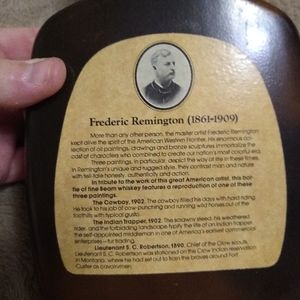 Frederic Remington (1861-1909)
More than any other person, the master artist Frederic Remington
kept alive the spirit of the American Western Frontier. His enormous col-
lection of oil paintings, drawings and bronze sculptures immortalize the
cast of characters who combined to create our nation's most colorful era.
Three paintings, in particular, depict the way of life in these times
in Remington's unique and rugged style. They contrast man and nature
with tell-tale honesty, authenticity and action.
In tribute to the work of this great American artist, this bot-
tle of fine Beam whiskey features a reproduction of one of these
three paintings.
The Cowboy, 1902. The cowboy filled his days with hard riding.
He took to his job of cow-punching and running wild horses out of the
foothills with typical gusto.
The Indian Trapper, 1902. The scrawny steed, his weathered
rider, and the forbidding landscape typify the life of the Indian trapper,
the self-appointed middleman in one of America's earliest commercial
enterprises — fur trading.
Lieutenant S. C. Robertson, 1890. Chief of the Crow scouts,
Lieutenant S. C. Robertson was stationed on the Crow Indian reservation
in Montana, where he had set out to train the braves around Fort
Custer as cavalrymen.